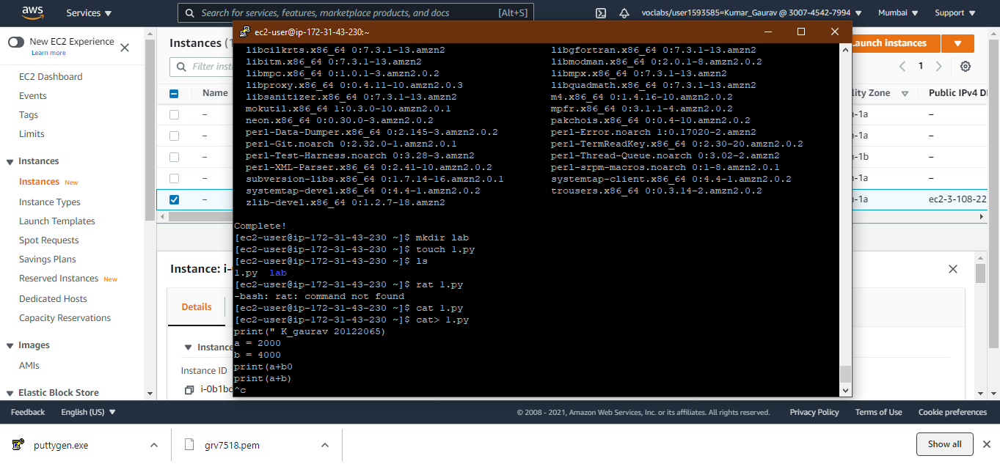 aws
Services
Search for services, features, marketplace products, and docs
[Alt+S]
voclabs/user1593585=Kumar_Gaurav @ 3007-4542-7994
Mumbai
Support
New EC2 Experience
Learn more
EC2 Dashboard
Events
Tags
Limits
Instances
Instances New
Instance Types
Launch Templates
Spot Requests
Savings Plans
Reserved Instances New
Dedicated Hosts
Capacity Reservations
Images
AMIs
Elastic Block Store
Instances (1
Filter inst
Name
–
–
–
–
–
Launch instances
1
lity Zone
Public IPv4 D
n-1a
–
n-1a
–
n-1b
–
n-1a
–
n-1a
ec2-3-108-22
Instance: i-
Details
Instance
Instance ID
i-0b1bc
ec2-user@ip-172-31-43-230:~
libcilkrts.x86_64 0:7.3.1-13.amzn2 libgfortran.x86_64 0:7.3.1-13.amzn2
libitm.x86_64 0:7.3.1-13.amzn2 libmodman.x86_64 0:2.0.1-8.amzn2.0.2
libmpc.x86_64 0:1.0.1-3.amzn2.0.2 libmpx.x86_64 0:7.3.1-13.amzn2
libproxy.x86_64 0:0.4.11-10.amzn2.0.3 libquadmath.x86_64 0:7.3.1-13.amzn2
libsanitizer.x86_64 0:7.3.1-13.amzn2 m4.x86_64 0:1.4.16-10.amzn2.0.2
mokutil.x86_64 1:0.3.0-10.amzn2.0.1 mpfr.x86_64 0:3.1.1-4.amzn2.0.2
neon.x86_64 0:0.30.0-3.amzn2.0.2 pakchois.x86_64 0:0.4-10.amzn2.0.2
perl-Data-Dumper.x86_64 0:2.145-3.amzn2.0.2 perl-Error.noarch 1:0.17020-2.amzn2
perl-Git.noarch 0:2.32.0-1.amzn2.0.1 perl-TermReadKey.x86_64 0:2.30-20.amzn2.0.2
perl-Test-Harness.noarch 0:3.28-3.amzn2 perl-Thread-Queue.noarch 0:3.02-2.amzn2
perl-XML-Parser.x86_64 0:2.41-10.amzn2.0.2 perl-srpm-macros.noarch 0:1-8.amzn2.0.1
subversion-libs.x86_64 0:1.7.14-16.amzn2.0.1 systemtap-client.x86_64 0:4.4-1.amzn2.0.2
systemtap-devel.x86_64 0:4.4-1.amzn2.0.2 trousers.x86_64 0:0.3.14-2.amzn2.0.2
zlib-devel.x86_64 0:1.2.7-18.amzn2
Complete!
[ec2-user@ip-172-31-43-230 ~]$ mkdir lab
[ec2-user@ip-172-31-43-230 ~]$ touch 1.py
[ec2-user@ip-172-31-43-230 ~]$ ls
1.py lab
[ec2-user@ip-172-31-43-230 ~]$ rat 1.py
-bash: rat: command not found
[ec2-user@ip-172-31-43-230 ~]$ cat 1.py
[ec2-user@ip-172-31-43-230 ~]$ cat> 1.py
print(" K_gaurav 20122065)
a = 2000
b = 4000
print(a+b0
print(a+b)
^c
Feedback
English (US)
© 2008 - 2021, Amazon Web Services, Inc. or its affiliates. All rights reserved.
Privacy Policy
Terms of Use
Cookie preferences
puttygen.exe
grv7518.pem
Show all